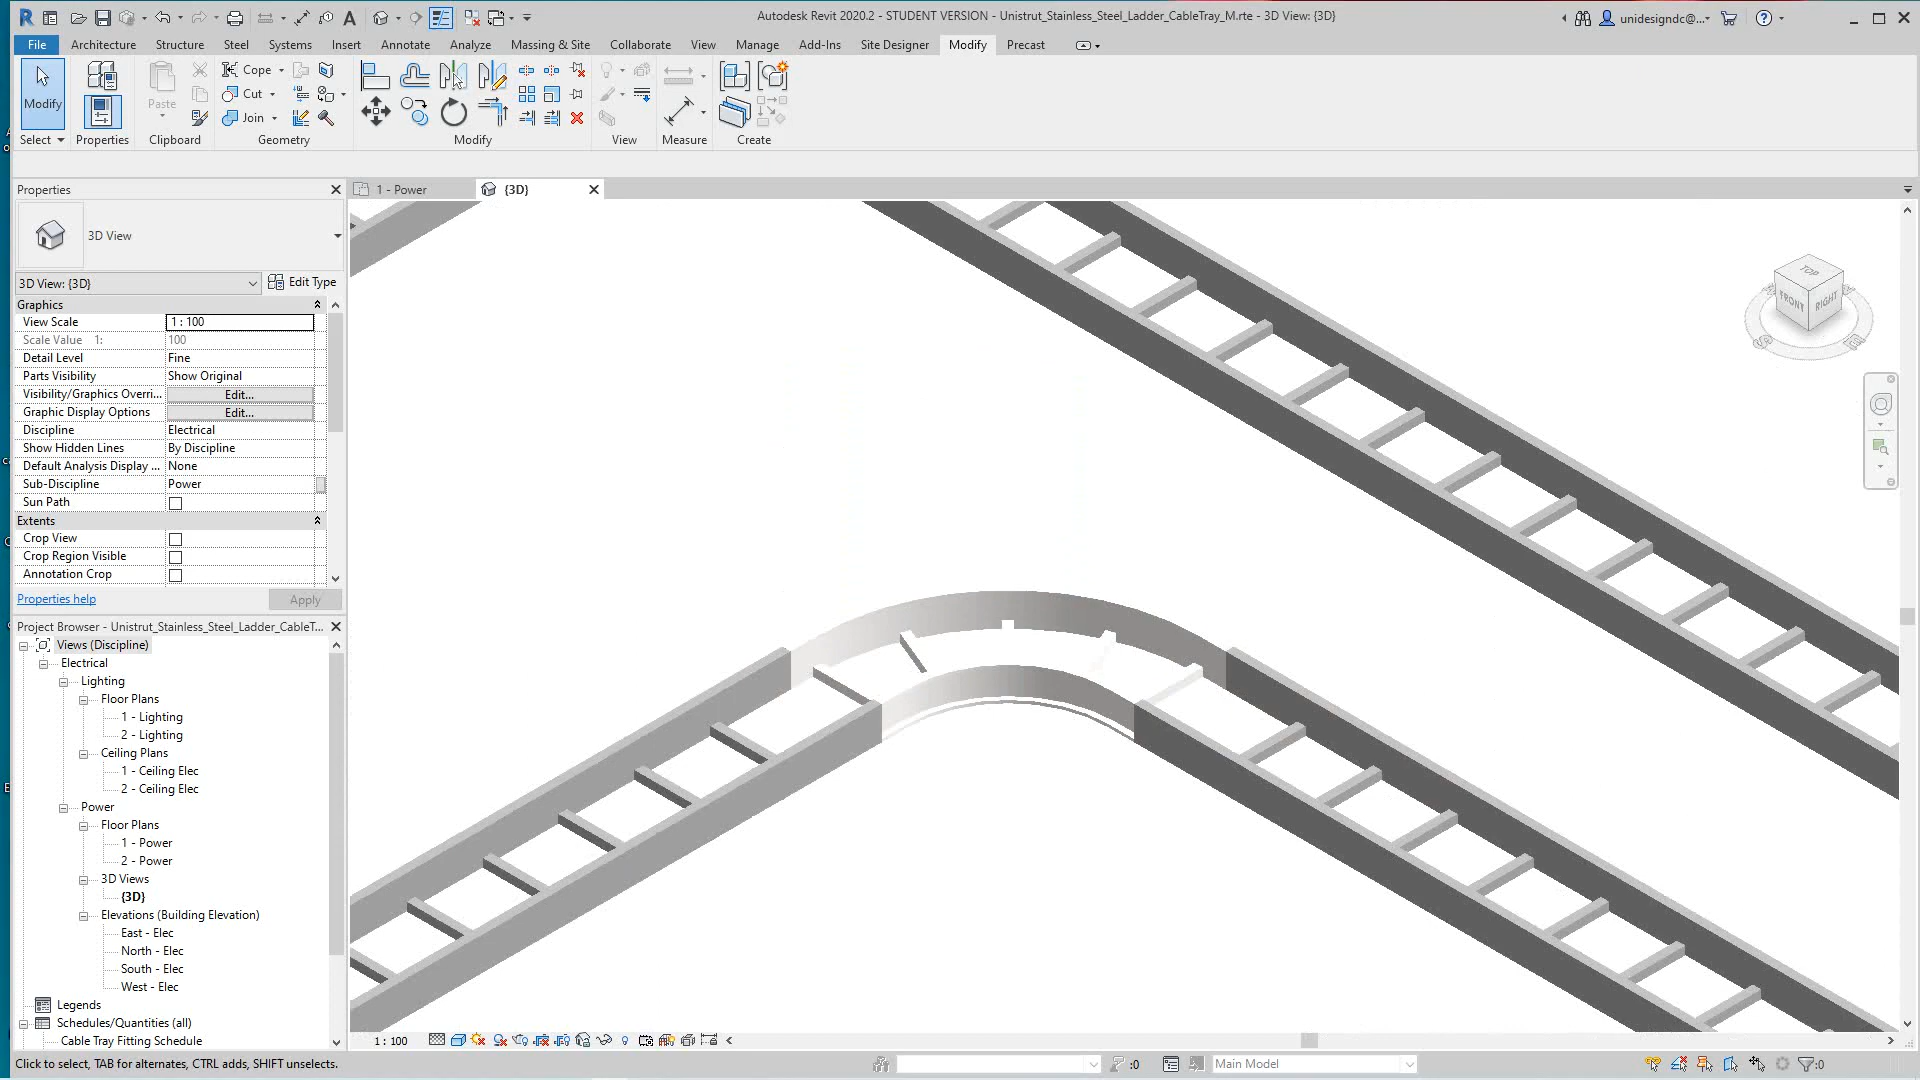 Autodesk Revit 2020.2 - STUDENT VERSION - Unistrut_Stainless_Steel_Ladder_CableTray_M.rte - 3D View: {3D}
unidesigndc@...
File Architecture Structure Steel Systems Insert Annotate Analyze Massing & Site Collaborate View Manage Add-Ins Site Designer Modify Precast
Cope
Cut
Join
Modify
Paste
Select Properties Clipboard Geometry Modify View Measure Create
Properties
1 - Power
{3D}
3D View
3D View: {3D}
Edit Type
Graphics
View Scale 1 : 100
Scale Value 1: 100
Detail Level Fine
Parts Visibility Show Original
Visibility/Graphics Overri... Edit...
Graphic Display Options Edit...
Discipline Electrical
Show Hidden Lines By Discipline
Default Analysis Display ... None
Sub-Discipline Power
Sun Path
Extents
Crop View
Crop Region Visible
Annotation Crop
Properties help
Apply
Project Browser - Unistrut_Stainless_Steel_Ladder_CableT...
Views (Discipline)
Electrical
Lighting
Floor Plans
1 - Lighting
2 - Lighting
Ceiling Plans
1 - Ceiling Elec
2 - Ceiling Elec
Power
Floor Plans
1 - Power
2 - Power
3D Views
{3D}
Elevations (Building Elevation)
East - Elec
North - Elec
South - Elec
West - Elec
Legends
Schedules/Quantities (all)
Cable Tray Fitting Schedule
TOP
FRONT
RIGHT
1 : 100
Click to select, TAB for alternates, CTRL adds, SHIFT unselects.
:0
Main Model
:0